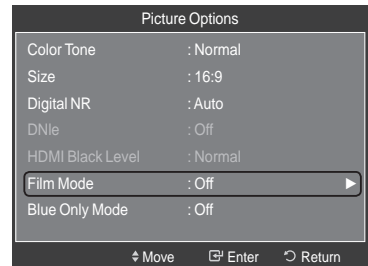 Picture Options
Color Tone : Normal
Size : 16:9
Digital NR : Auto
DNIe : Off
HDMI Black Level : Normal
Film Mode : Off ►
Blue Only Mode : Off
Move Enter Return